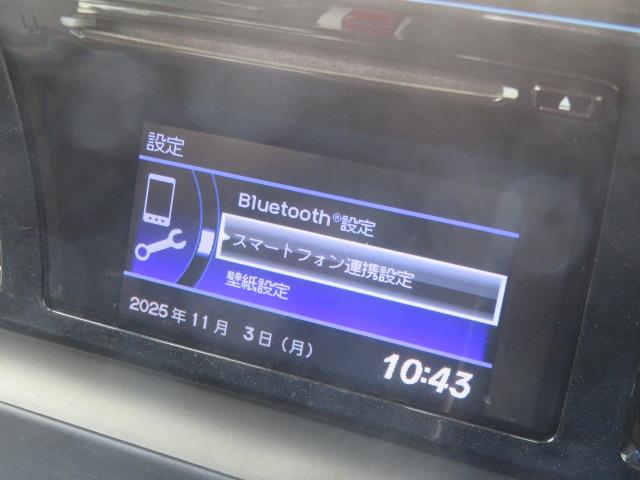 設定
Bluetooth®設定
スマートフォン連携設定
壁紙設定
2025年11月 3日(月)
10:43